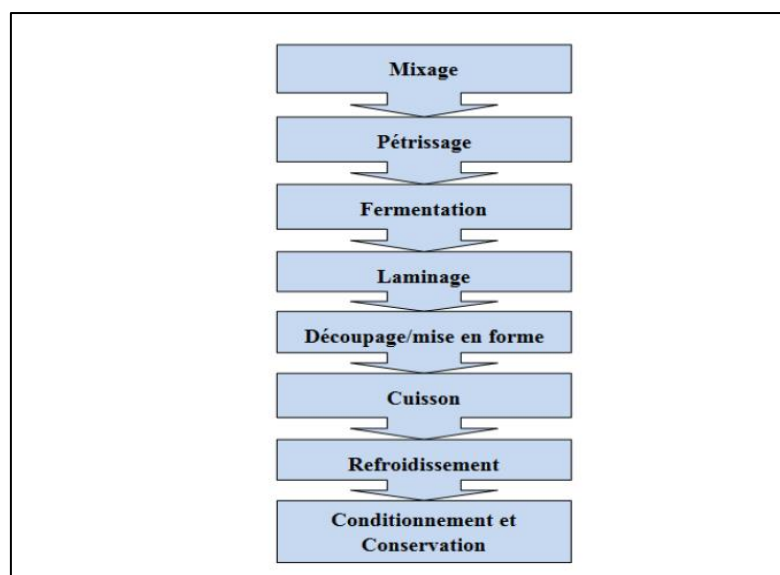 Mixage
Pétrissage
Fermentation
Laminage
Découpage/mise en forme
Cuisson
Refroidissement
Conditionnement et
Conservation